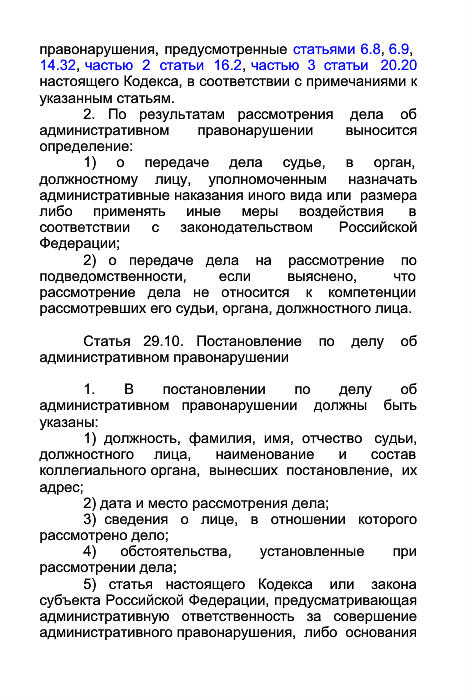 правонарушения, предусмотренные статьями 6.8, 6.9,
14.32, частью 2 статьи 16.2, частью 3 статьи 20.20
настоящего Кодекса, в соответствии с примечаниями к
указанным статьям.
2. По результатам рассмотрения дела об
административном правонарушении выносится
определение:
1) о передаче дела судье, в орган,
должностному лицу, уполномоченным назначать
административные наказания иного вида или размера
либо применять иные меры воздействия в
соответствии с законодательством Российской
Федерации;
2) о передаче дела на рассмотрение по
подведомственности, если выяснено, что
рассмотрение дела не относится к компетенции
рассмотревших его судьи, органа, должностного лица.
Статья 29.10. Постановление по делу об
административном правонарушении
1. В постановлении по делу об
административном правонарушении должны быть
указаны:
1) должность, фамилия, имя, отчество судьи,
должностного лица, наименование и состав
коллегиального органа, вынесших постановление, их
адрес;
2) дата и место рассмотрения дела;
3) сведения о лице, в отношении которого
рассмотрено дело;
4) обстоятельства, установленные при
рассмотрении дела;
5) статья настоящего Кодекса или закона
субъекта Российской Федерации, предусматривающая
административную ответственность за совершение
административного правонарушения, либо основания